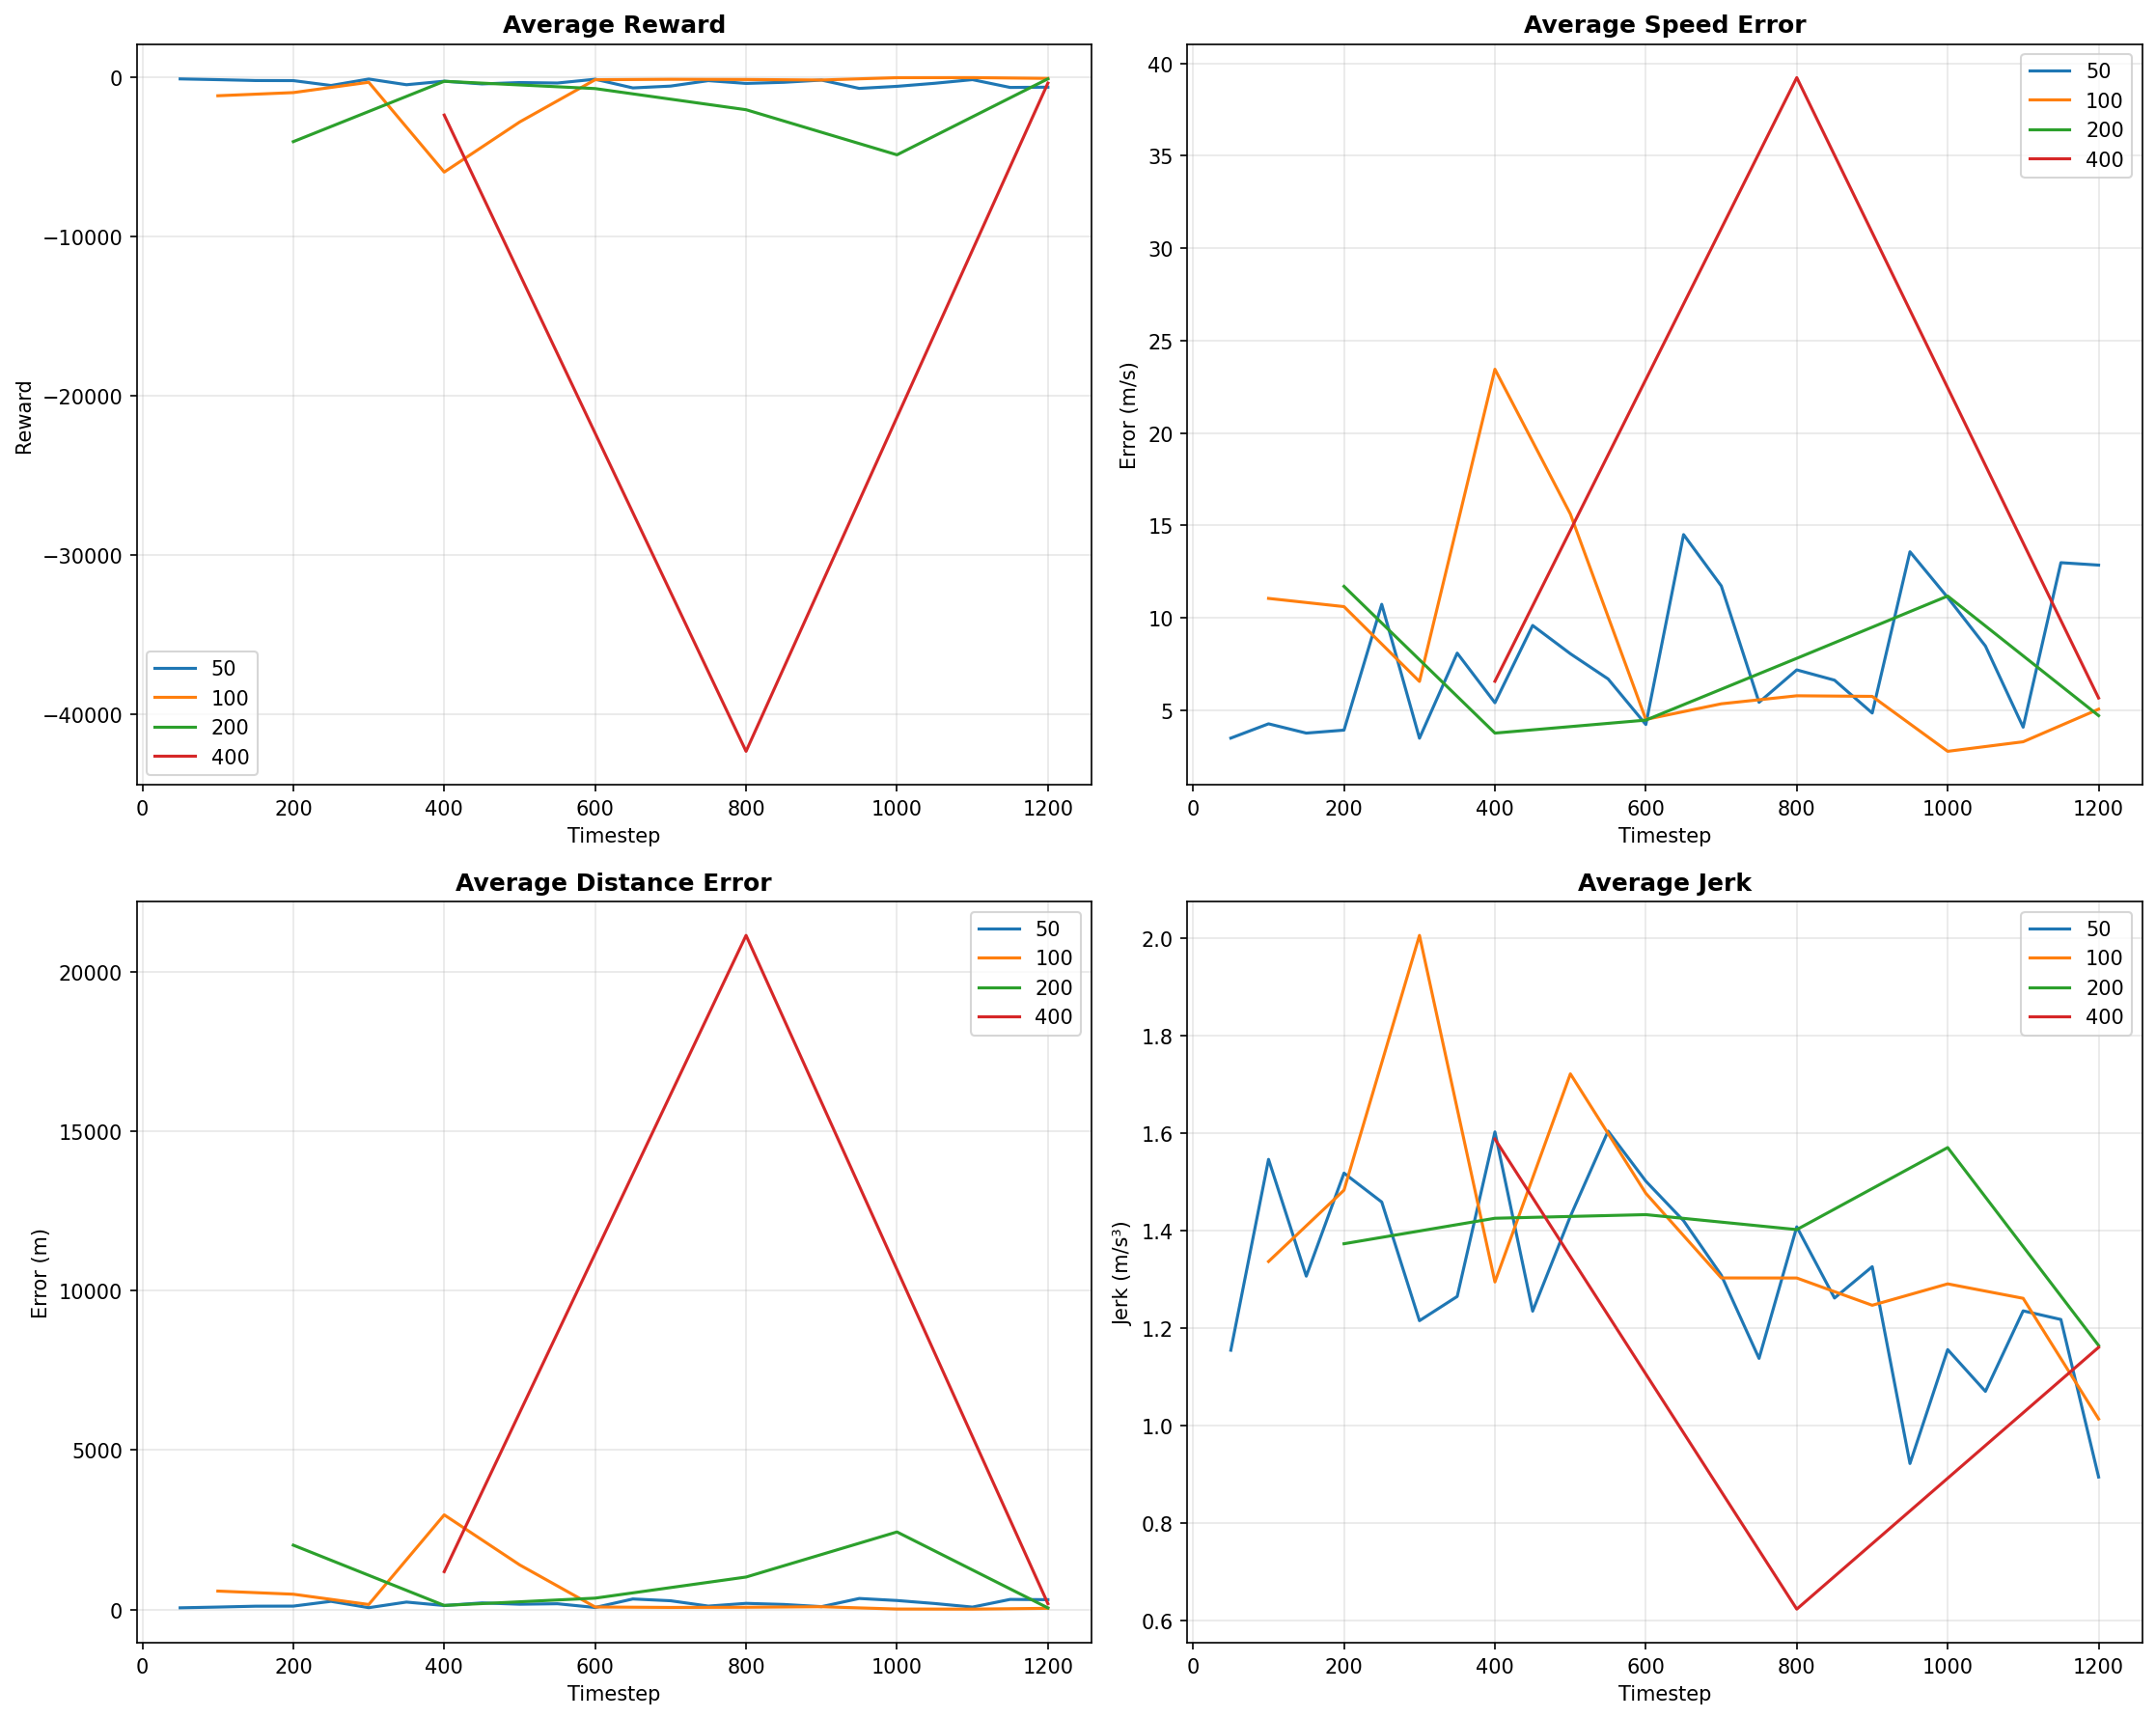 Average Reward
Reward
0
−10000
−20000
−30000
−40000
50
100
200
400
0 200 400 600 800 1000 1200
Timestep
Average Speed Error
Error (m/s)
40
35
30
25
20
15
10
5
50
100
200
400
0 200 400 600 800 1000 1200
Timestep
Average Distance Error
Error (m)
20000
15000
10000
5000
0
50
100
200
400
0 200 400 600 800 1000 1200
Timestep
Average Jerk
Jerk (m/s³)
2.0
1.8
1.6
1.4
1.2
1.0
0.8
0.6
50
100
200
400
0 200 400 600 800 1000 1200
Timestep